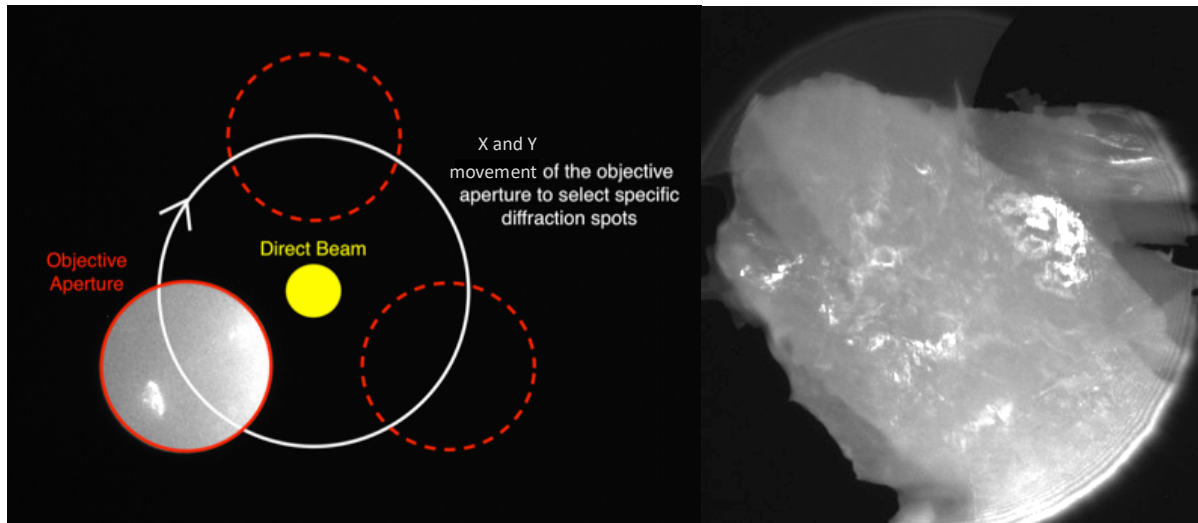 X and Y
movement of the objective
aperture to select specific
diffraction spots
Direct Beam
Objective
Aperture